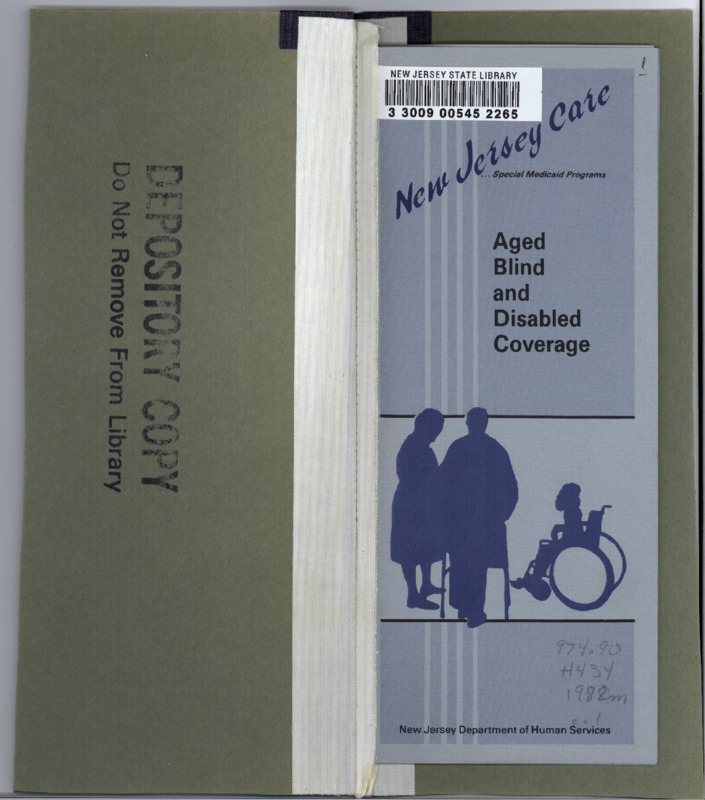 DEPOSITORY COPY
Do Not Remove From Library
1
NEW JERSEY STATE LIBRARY
3 3009 00545 2265
New Jersey Care
... Special Medicaid Programs
Aged
Blind
and
Disabled
Coverage
974.90
H434
1988m
c.1
New Jersey Department of Human Services